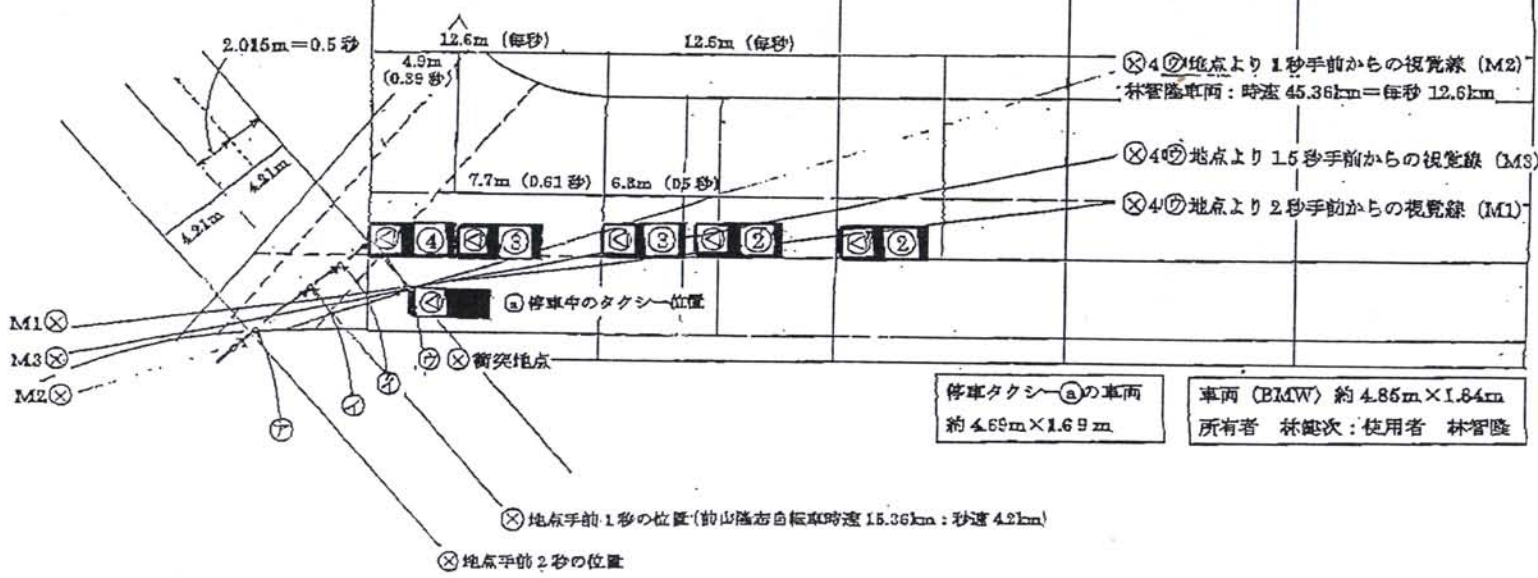 2.015m＝0.5秒
12.6m（毎秒）
12.6m（毎秒）
4.9m
（0.39秒）
4.21m
4.21m
7.7m（0.61秒）
6.3m（0.5秒）
④
③
③
②
②
ⓐ停車中のタクシー位置
Ⓧ4㋒地点より1秒手前からの視覚線（M2）
林智隆車両：時速45.36km＝毎秒12.6km
Ⓧ4㋒地点より1.5秒手前からの視覚線（M3）
Ⓧ4㋒地点より2秒手前からの視覚線（M1）
M1Ⓧ
M3Ⓧ
M2Ⓧ
㋒Ⓧ衝突地点
㋑
㋑
㋐
停車タクシーⓐの車両
約4.69m×1.69m
車両（BMW）約4.85m×1.84m
所有者　林健次：使用者　林智隆
Ⓧ地点手前1秒の位置(前山隆志自転車時速15.36km：秒速4.2km)
Ⓧ地点手前2秒の位置